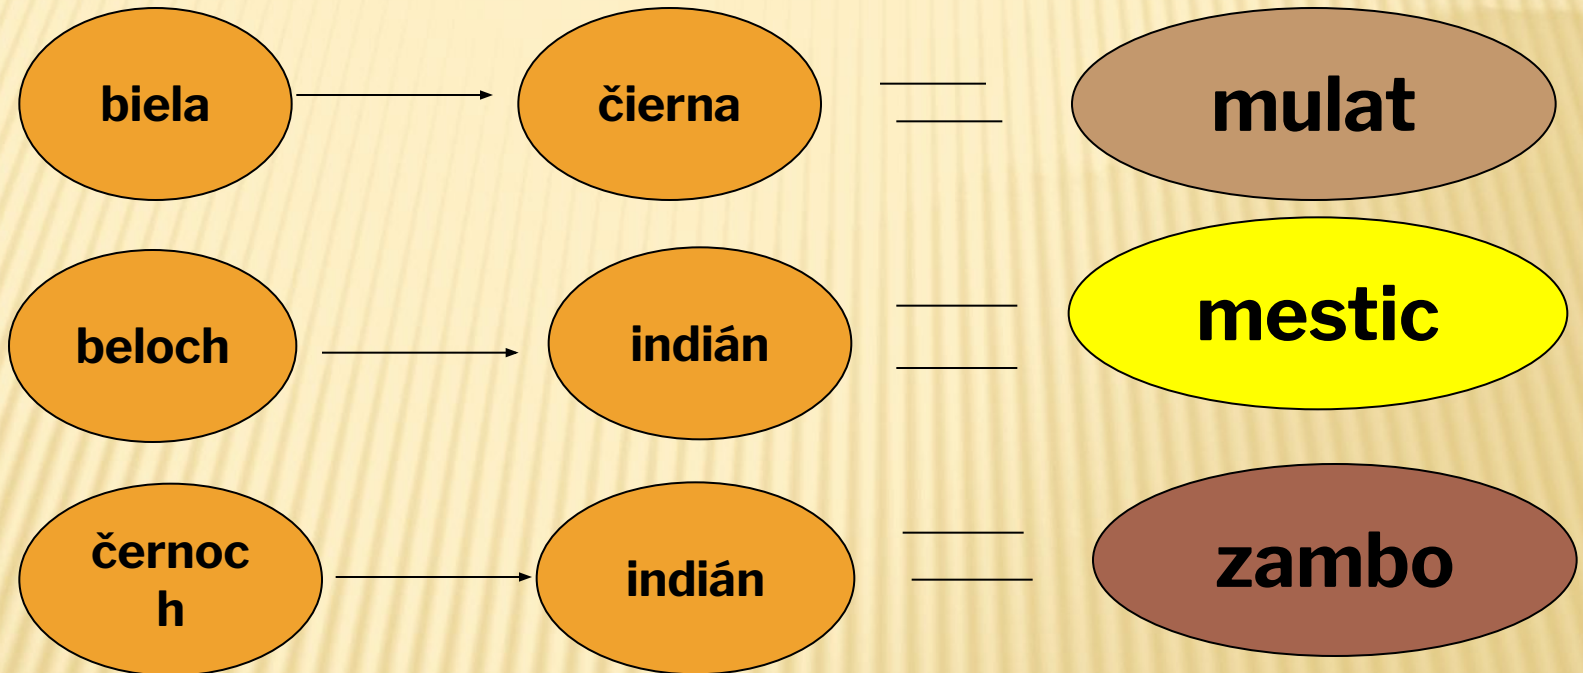 biela
čierna
mulat
beloch
indián
mestic
černoc
h
indián
zambo